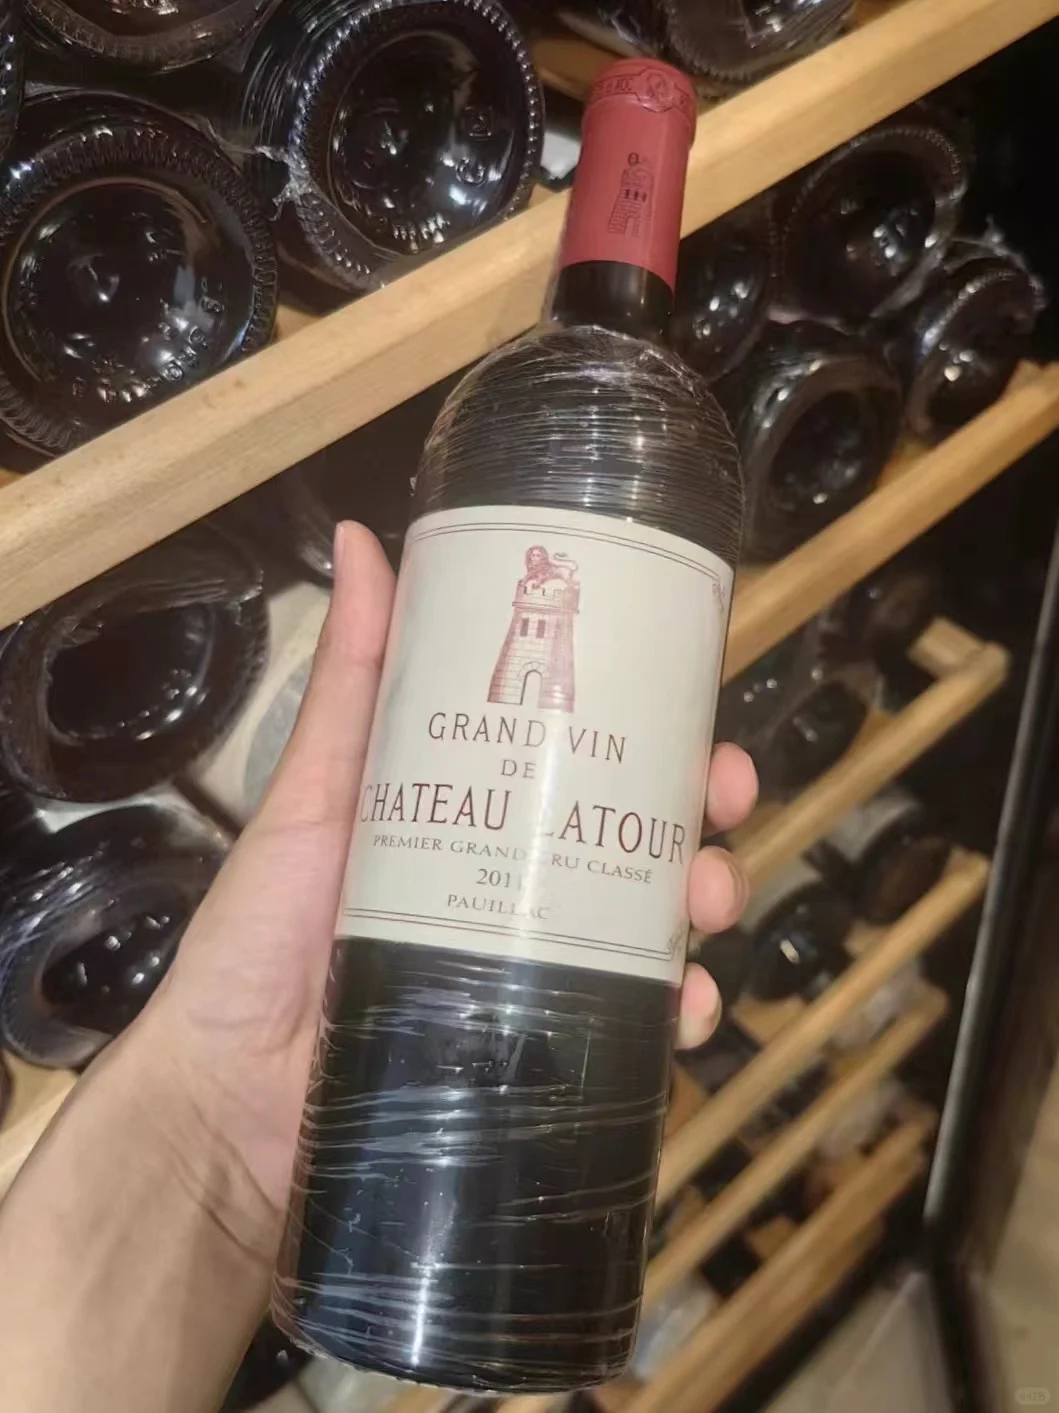 GRAND VIN
DE
CHATEAU LATOUR
PREMIER GRAND CRU CLASSÉ
2011
PAUILLAC